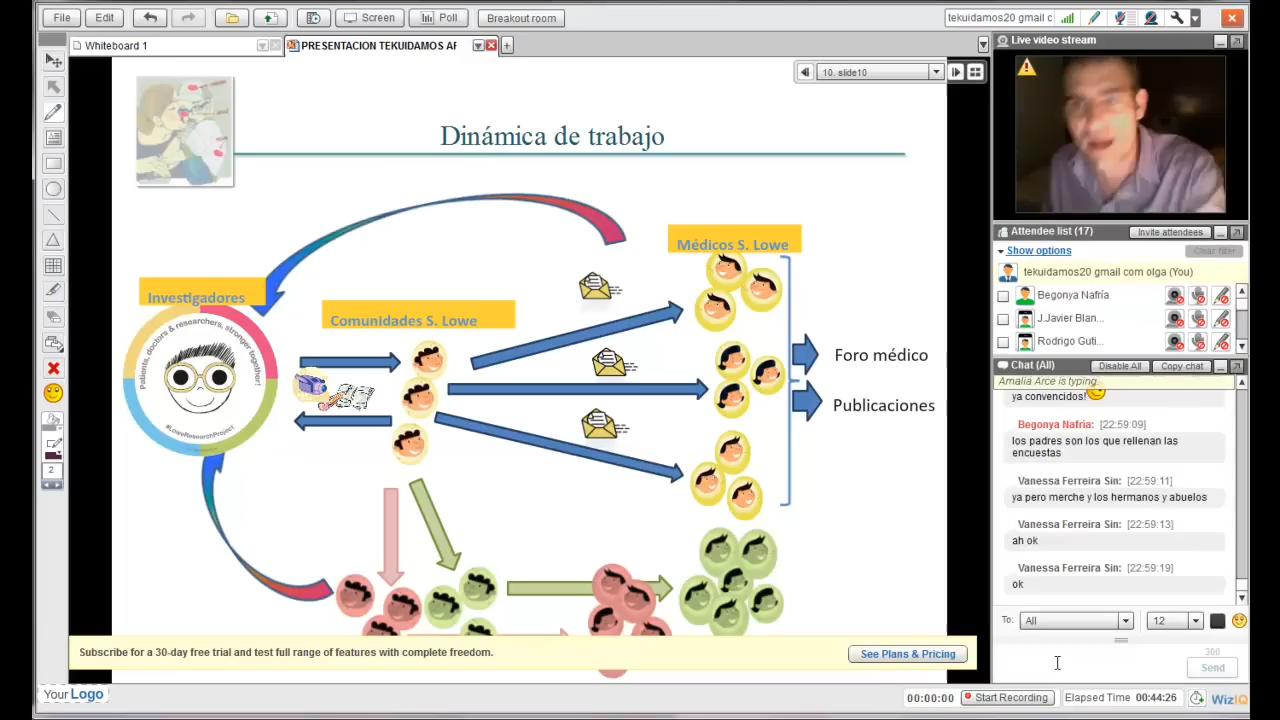 File Edit Screen Poll Breakout room tekuidamos20 gmail c
Whiteboard 1 PRESENTACION TEKUIDAMOS AF
10. slide10
Dinámica de trabajo
Médicos S. Lowe
Investigadores
Comunidades S. Lowe
Patients, doctors & researchers, stronger together!
#LoweResearchProject
Foro médico
Publicaciones
Subscribe for a 30-day free trial and test full range of features with complete freedom. See Plans & Pricing
Live video stream
Attendee list (17) Invite attendees
Show options Clear filter
tekuidamos20 gmail com olga (You)
Begonya Nafría
J.Javier Blan...
Rodrigo Guti...
Chat (All) Disable All Copy chat
Amalia Arce is typing.
ya convencidos!
Begonya Nafria: [22:59:09]
los padres son los que rellenan las
encuestas
Vanessa Ferreira Sin: [22:59:11]
ya pero merche y los hermanos y abuelos
Vanessa Ferreira Sin: [22:59:13]
ah ok
Vanessa Ferreira Sin: [22:59:19]
ok
To: All 12
300
Send
2
Your Logo 00:00:00 Start Recording Elapsed Time 00:44:26 WizIQ